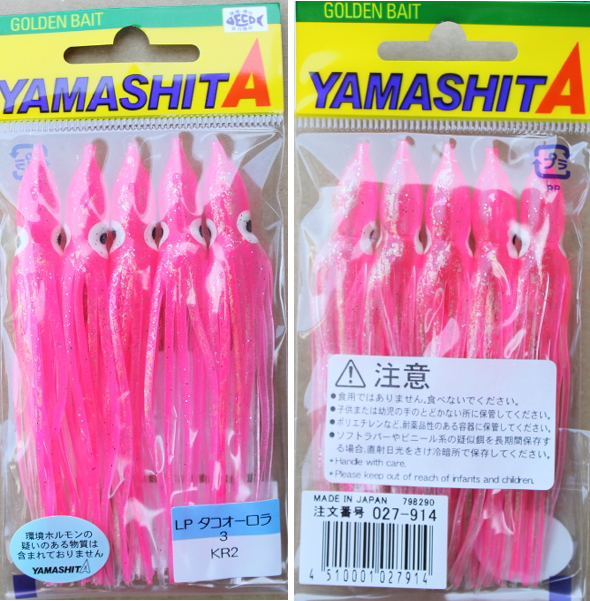 GOLDEN BAIT
ECO
YAMASHITA
プラ
環境ホルモンの
疑いのある物質は
含まれておりません
YAMASHITA
LP タコオーロラ
3
KR2
GOLDEN BAIT
YAMASHITA
プラ
PP
注意
●食用ではありません。食べないでください。
●子供または幼児の手のとどかない所に保管してください。
●ポリエチレンなど、耐薬品性のある容器に保管してください。
●ソフトラバーやビニール系の疑似餌を長期間保存す
る場合、直射日光をさけ冷暗所で保存してください。
•Handle with care.
•Please keep out of reach of infants and children.
MADE IN JAPAN 798290
注文番号 027-914
4 510001 027914